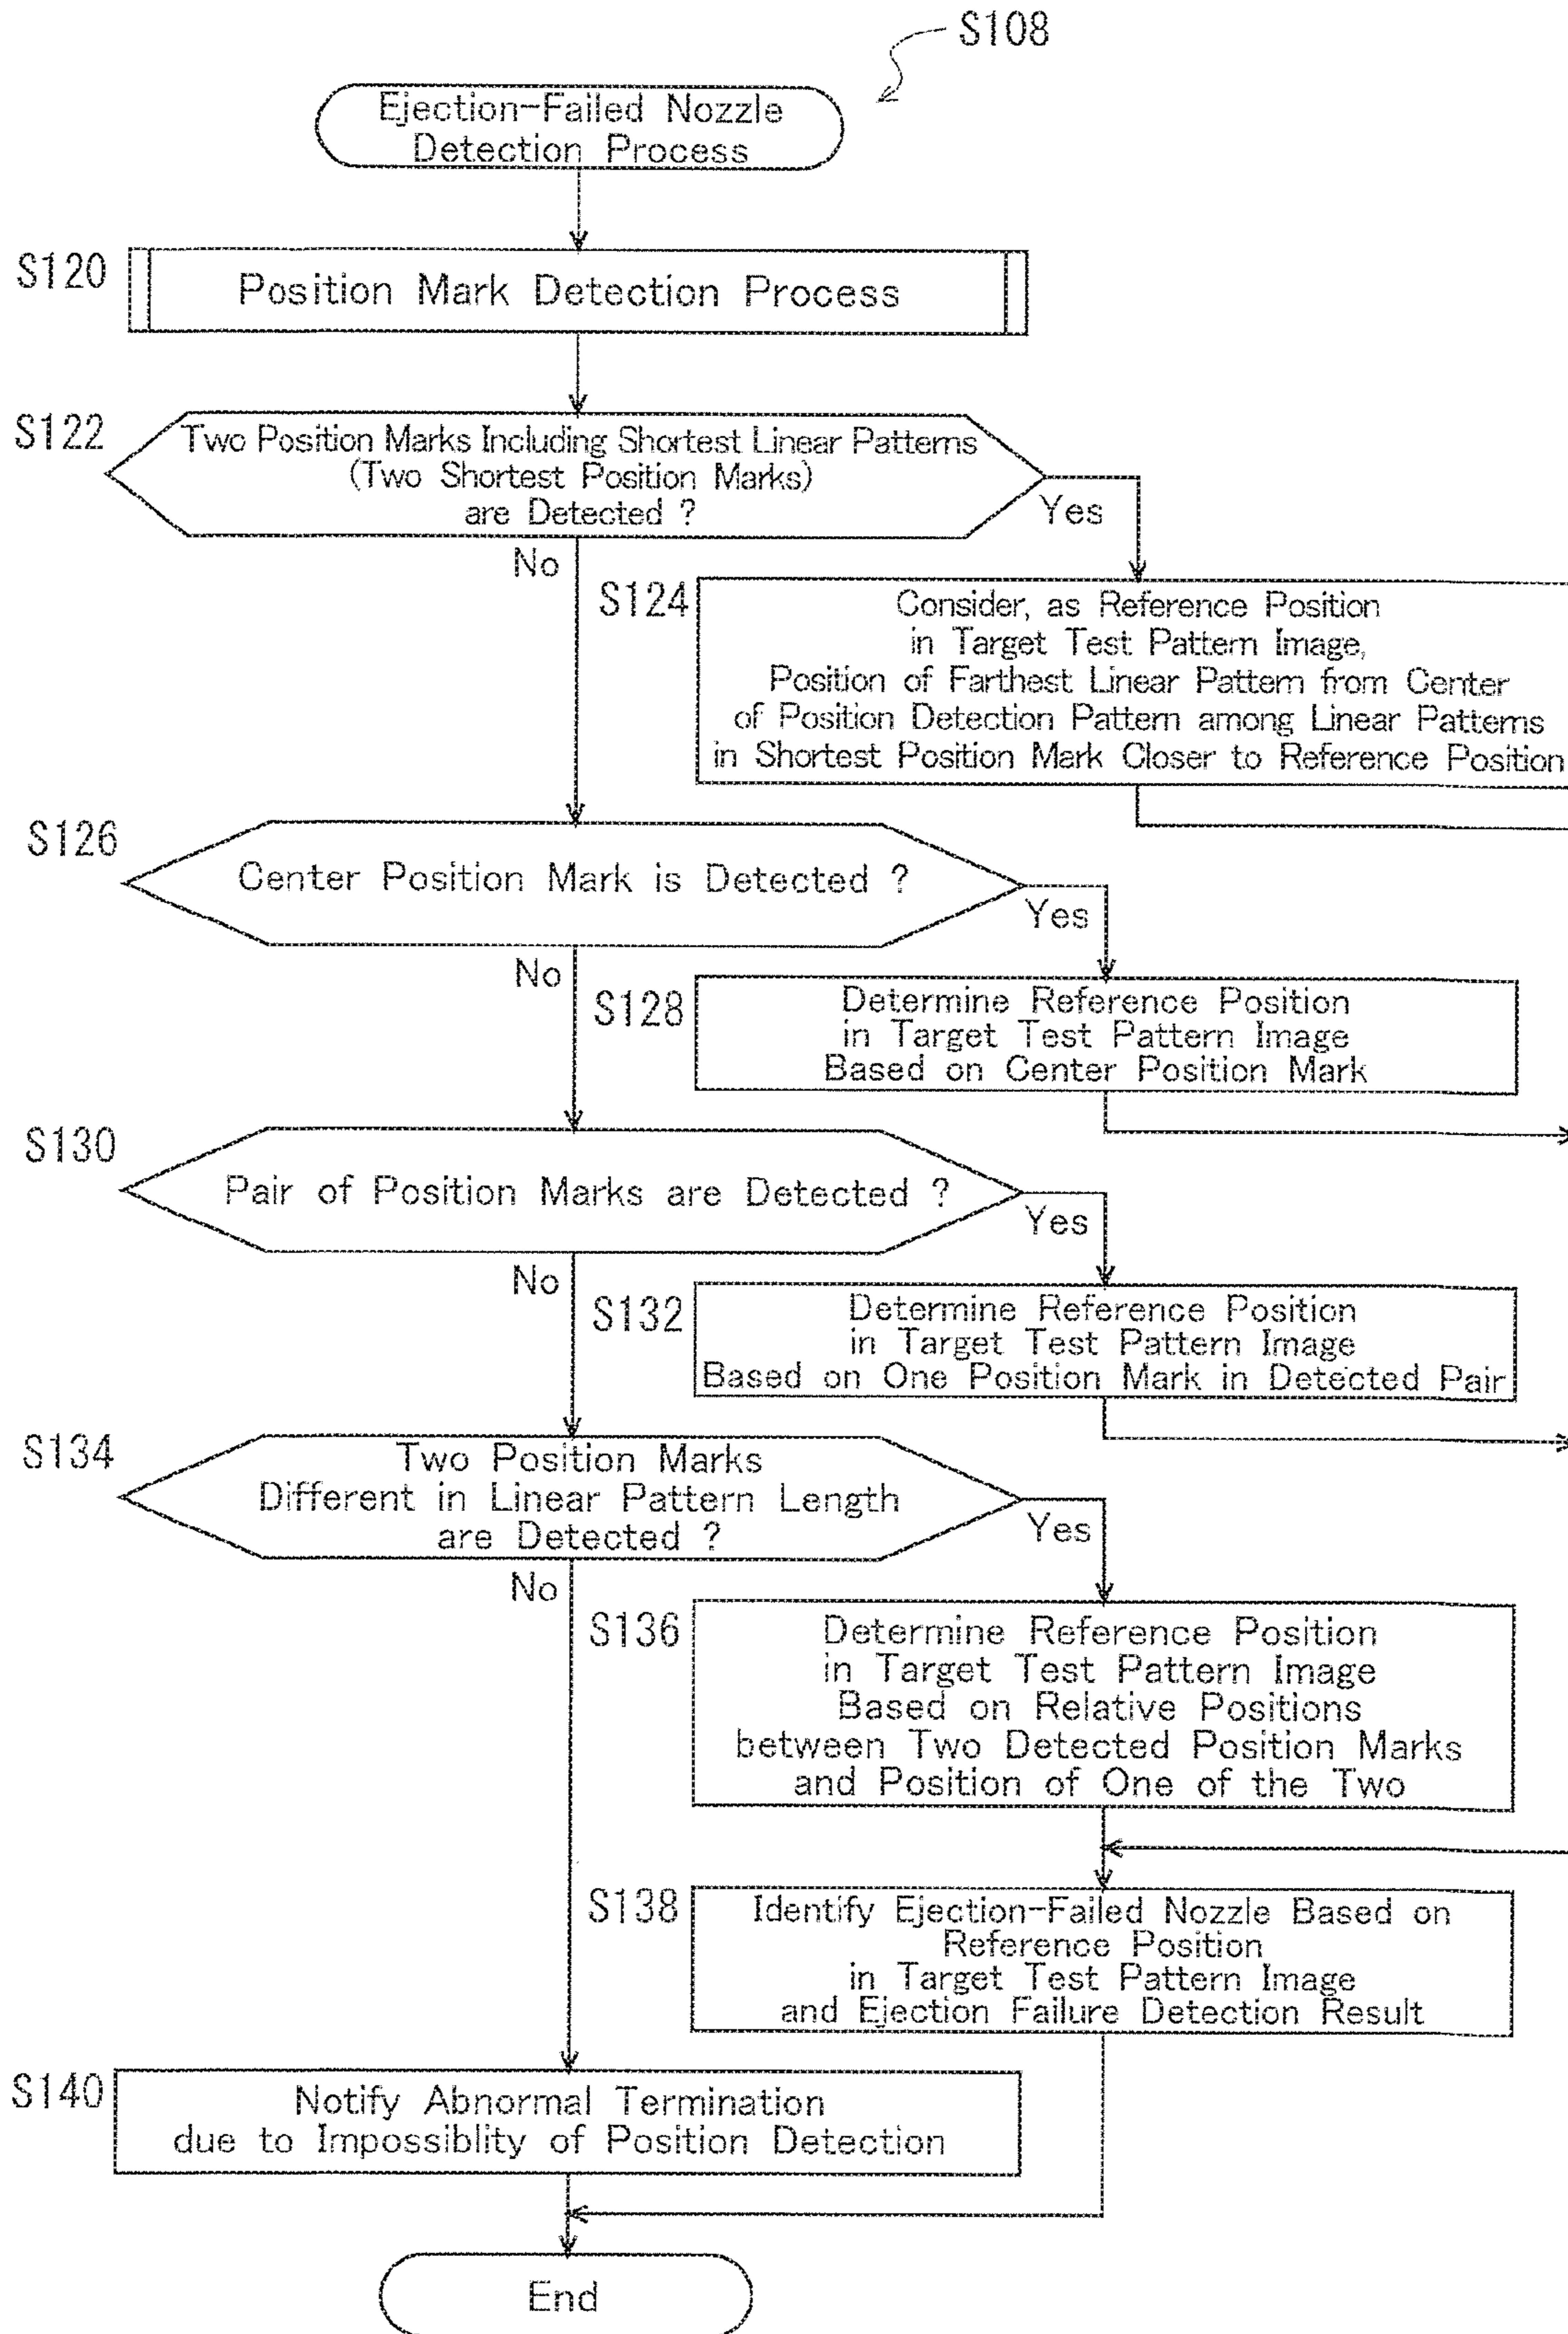 S108
Ejection-Failed Nozzle
Detection Process
S120
Position Mark Detection Process
S122
Two Position Marks Including Shortest Linear Patterns
(Two Shortest Position Marks)
are Detected ?
Yes
No
S124
Consider, as Reference Position
in Target Test Pattern Image,
Position of Farthest Linear Pattern from Center
of Position Detection Pattern among Linear Patterns
in Shortest Position Mark Closer to Reference Position
S126
Center Position Mark is Detected ?
Yes
No
S128
Determine Reference Position
in Target Test Pattern Image
Based on Center Position Mark
S130
Pair of Position Marks are Detected ?
Yes
No
S132
Determine Reference Position
in Target Test Pattern Image
Based on One Position Mark in Detected Pair
S134
Two Position Marks
Different in Linear Pattern Length
are Detected ?
Yes
No
S136
Determine Reference Position
in Target Test Pattern Image
Based on Relative Positions
between Two Detected Position Marks
and Position of One of the Two
S138
Identify Ejection-Failed Nozzle Based on
Reference Position
in Target Test Pattern Image
and Ejection Failure Detection Result
S140
Notify Abnormal Termination
due to Impossiblity of Position Detection
End